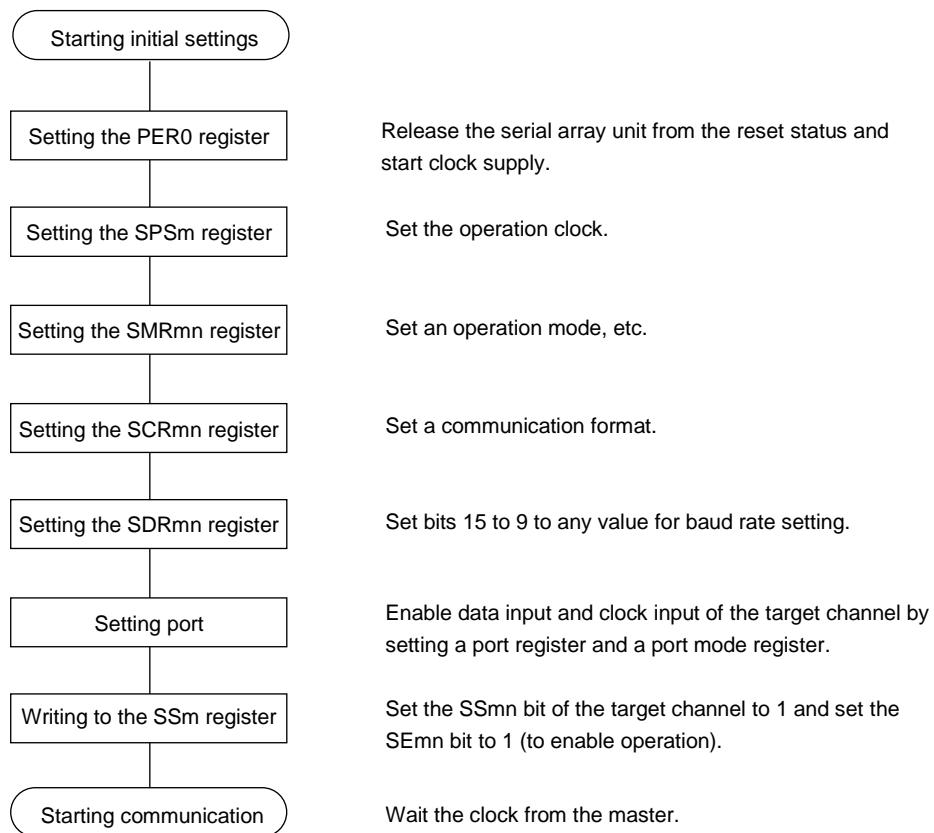 Starting initial settings
Setting the PER0 register
Release the serial array unit from the reset status and
start clock supply.
Setting the SPSm register
Set the operation clock.
Setting the SMRmn register
Set an operation mode, etc.
Setting the SCRmn register
Set a communication format.
Setting the SDRmn register
Set bits 15 to 9 to any value for baud rate setting.
Setting port
Enable data input and clock input of the target channel by
setting a port register and a port mode register.
Writing to the SSm register
Set the SSmn bit of the target channel to 1 and set the
SEmn bit to 1 (to enable operation).
Starting communication
Wait the clock from the master.